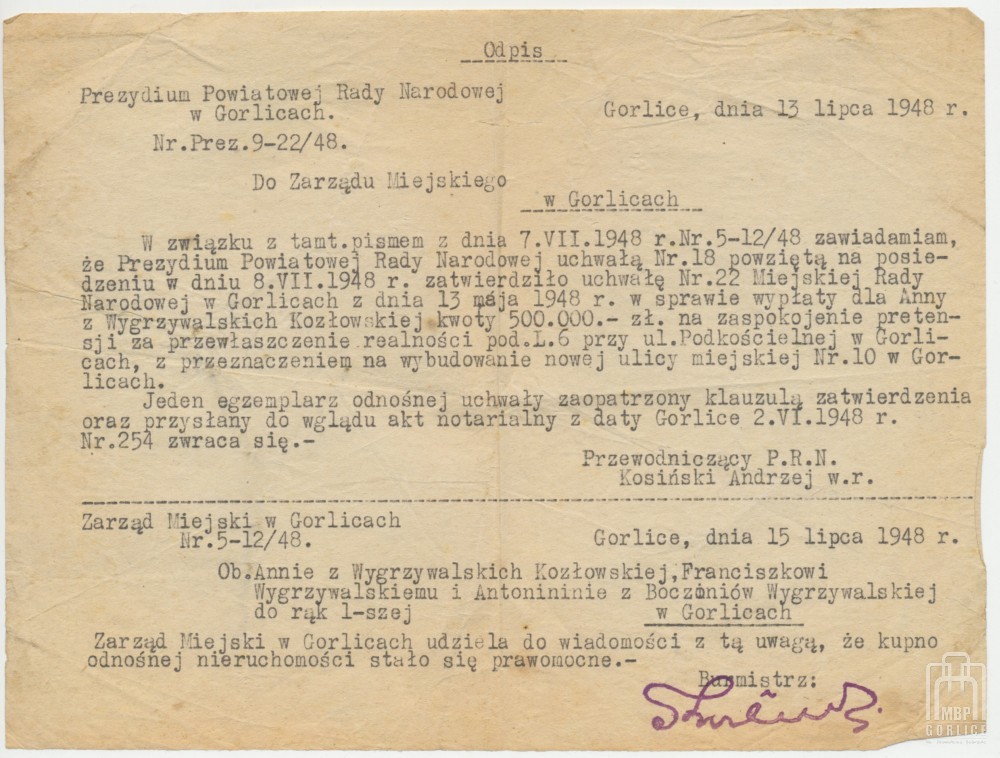 Odpis
Prezydium Powiatowej Rady Narodowej
w Gorlicach.
Gorlice, dnia 13 lipca 1948 r.
Nr.Prez.9-22/48.
Do Zarządu Miejskiego
w Gorlicach
W związku z tamt.pismem z dnia 7.VII.1948 r.Nr.5-12/48 zawiadamiam,
że Prezydium Powiatowej Rady Narodowej uchwałą Nr.18 powziętą na posie-
dzeniu w dniu 8.VII.1948 r. zatwierdziło uchwałę Nr.22 Miejskiej Rady
Narodowej w Gorlicach z dnia 13 maja 1948 r. w sprawie wypłaty dla Anny
z Wygrzywalskich Kozłowskiej kwoty 500.000.- zł. na zaspokojenie preten-
sji za przewłaszczenie realności pod.L.6 przy ul.Podkościelnej w Gorli-
cach, z przeznaczeniem na wybudowanie nowej ulicy miejskiej Nr.10 w Gor-
licach.
Jeden egzemplarz odnośnej uchwały zaopatrzony klauzulą zatwierdzenia
oraz przysłany do wglądu akt notarialny z daty Gorlice 2.VI.1948 r.
Nr.254 zwraca się.-
Przewodniczący P.R.N.
Kosiński Andrzej w.r.
Zarząd Miejski w Gorlicach
Nr.5-12/48.
Gorlice, dnia 15 lipca 1948 r.
Ob.Annie z Wygrzywalskich Kozłowskiej,Franciszkowi
Wygrzywalskiemu i Antonininie z Boczoniów Wygrzywalskiej
do rąk l-szej
w Gorlicach
Zarząd Miejski w Gorlicach udziela do wiadomości z tą uwagą, że kupno
odnośnej nieruchomości stało się prawomocne.-
Burmistrz:
MBP
GORLICE